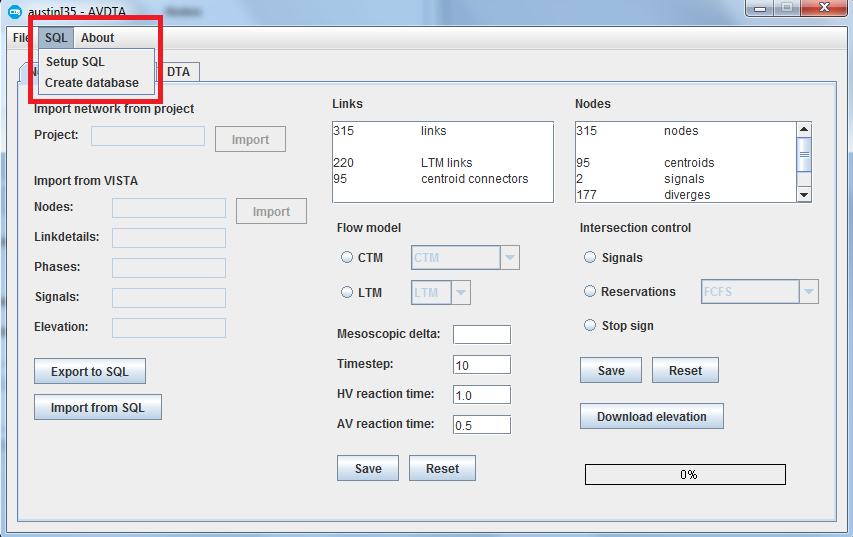 austinI35 - AVDTA
File SQL About
Setup SQL
Create database
DTA
Import network from project
Project: Import
Import from VISTA
Nodes: Import
Linkdetails:
Phases:
Signals:
Elevation:
Export to SQL
Import from SQL
Links
315 links
220 LTM links
95 centroid connectors
Flow model
CTM CTM
LTM LTM
Mesoscopic delta:
Timestep: 10
HV reaction time: 1.0
AV reaction time: 0.5
Save Reset
Nodes
315 nodes
95 centroids
2 signals
177 diverges
Intersection control
Signals
Reservations FCFS
Stop sign
Save Reset
Download elevation
0%